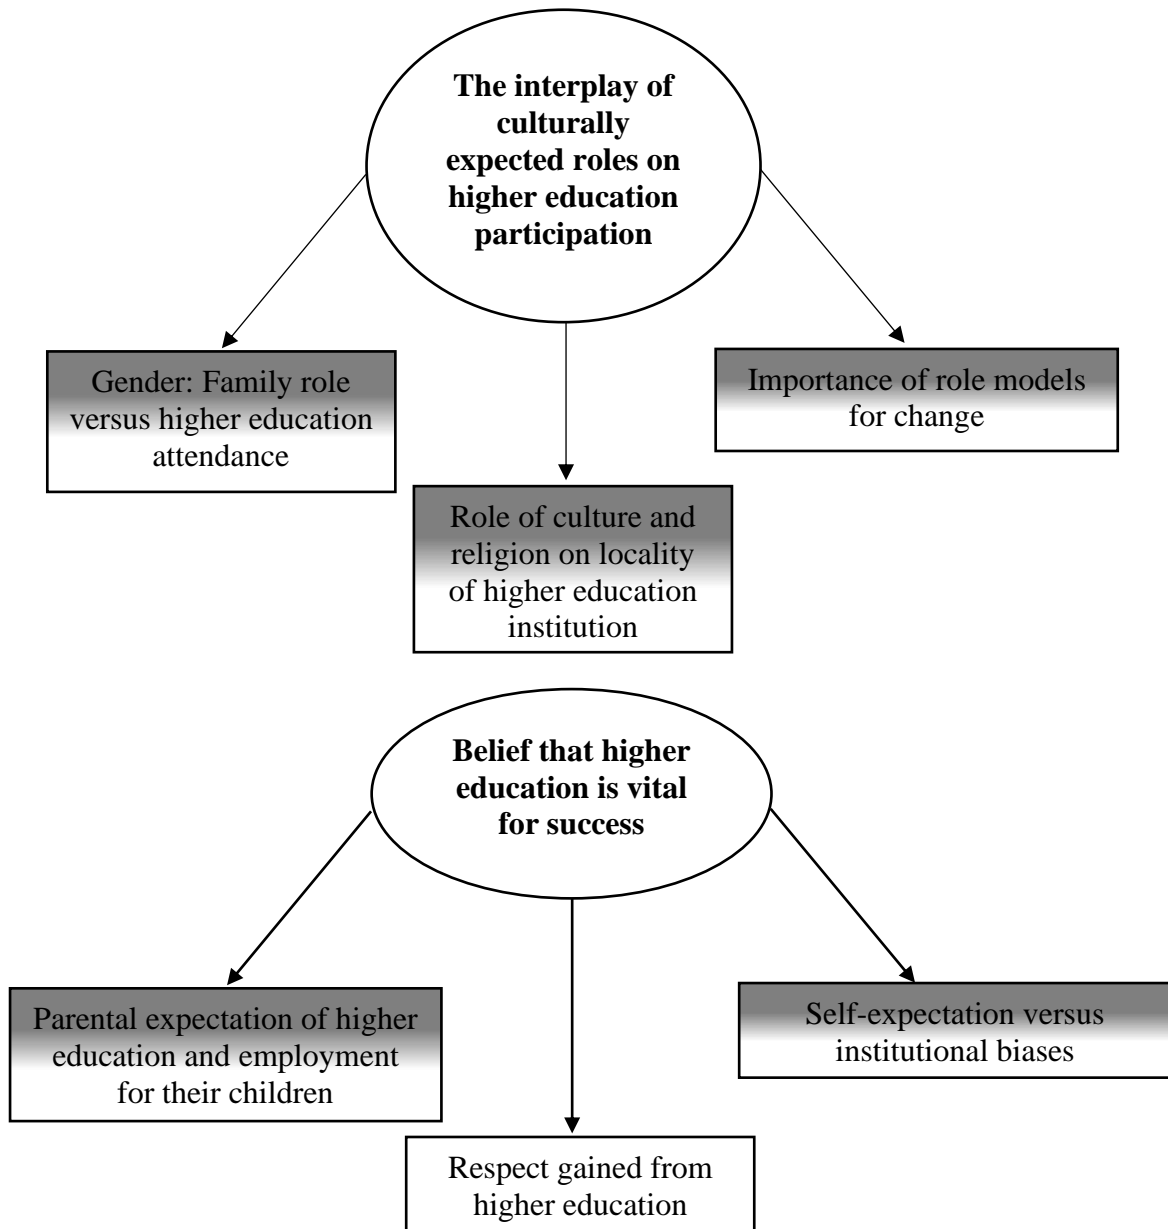 The interplay of
culturally
expected roles on
higher education
participation
Gender: Family role
versus higher education
attendance
Importance of role models
for change
Role of culture and
religion on locality
of higher education
institution
Belief that higher
education is vital
for success
Parental expectation of higher
education and employment
for their children
Self-expectation versus
institutional biases
Respect gained from
higher education